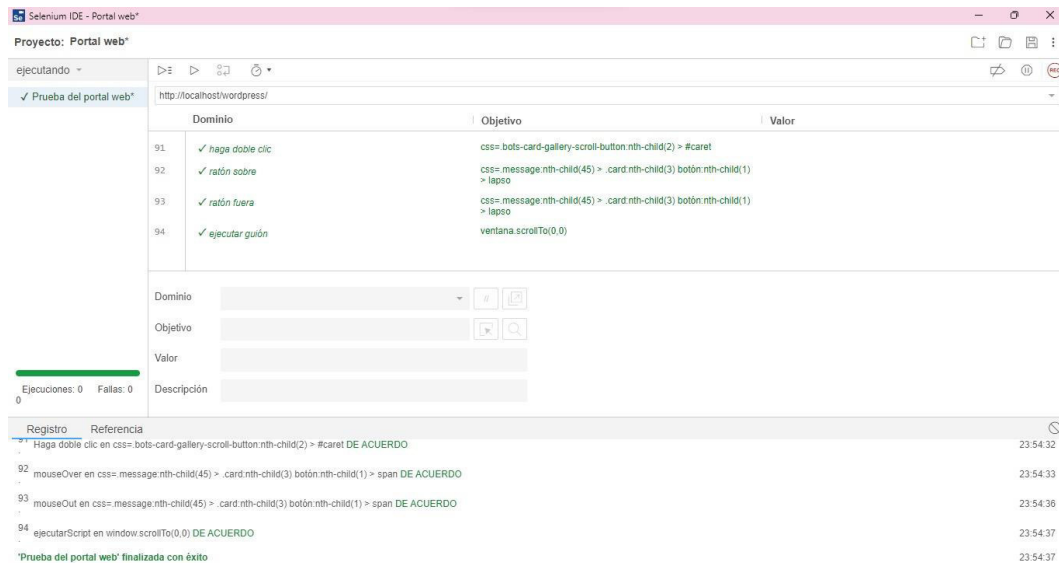 Selenium IDE - Portal web*
Proyecto: Portal web*
ejecutando
✓ Prueba del portal web*
http://localhost/wordpress/
Dominio Objetivo Valor
91 ✓ haga doble clic css=.bots-card-gallery-scroll-button:nth-child(2) > #caret
92 ✓ ratón sobre css=.message:nth-child(45) > .card:nth-child(3) botón:nth-child(1)
> lapso
93 ✓ ratón fuera css=.message:nth-child(45) > .card:nth-child(3) botón:nth-child(1)
> lapso
94 ✓ ejecutar guión ventana.scrollTo(0,0)
Dominio
//
Objetivo
Valor
Descripción
Ejecuciones: 0 Fallas: 0
0
Registro Referencia
91 Haga doble clic en css=.bots-card-gallery-scroll-button:nth-child(2) > #caret DE ACUERDO 23:54:32
.
92 mouseOver en css=.message:nth-child(45) > .card:nth-child(3) botón:nth-child(1) > span DE ACUERDO 23:54:33
.
93 mouseOut en css=.message:nth-child(45) > .card:nth-child(3) botón:nth-child(1) > span DE ACUERDO 23:54:36
.
94 ejecutarScript en window.scrollTo(0,0) DE ACUERDO 23:54:37
.
'Prueba del portal web' finalizada con éxito 23:54:37